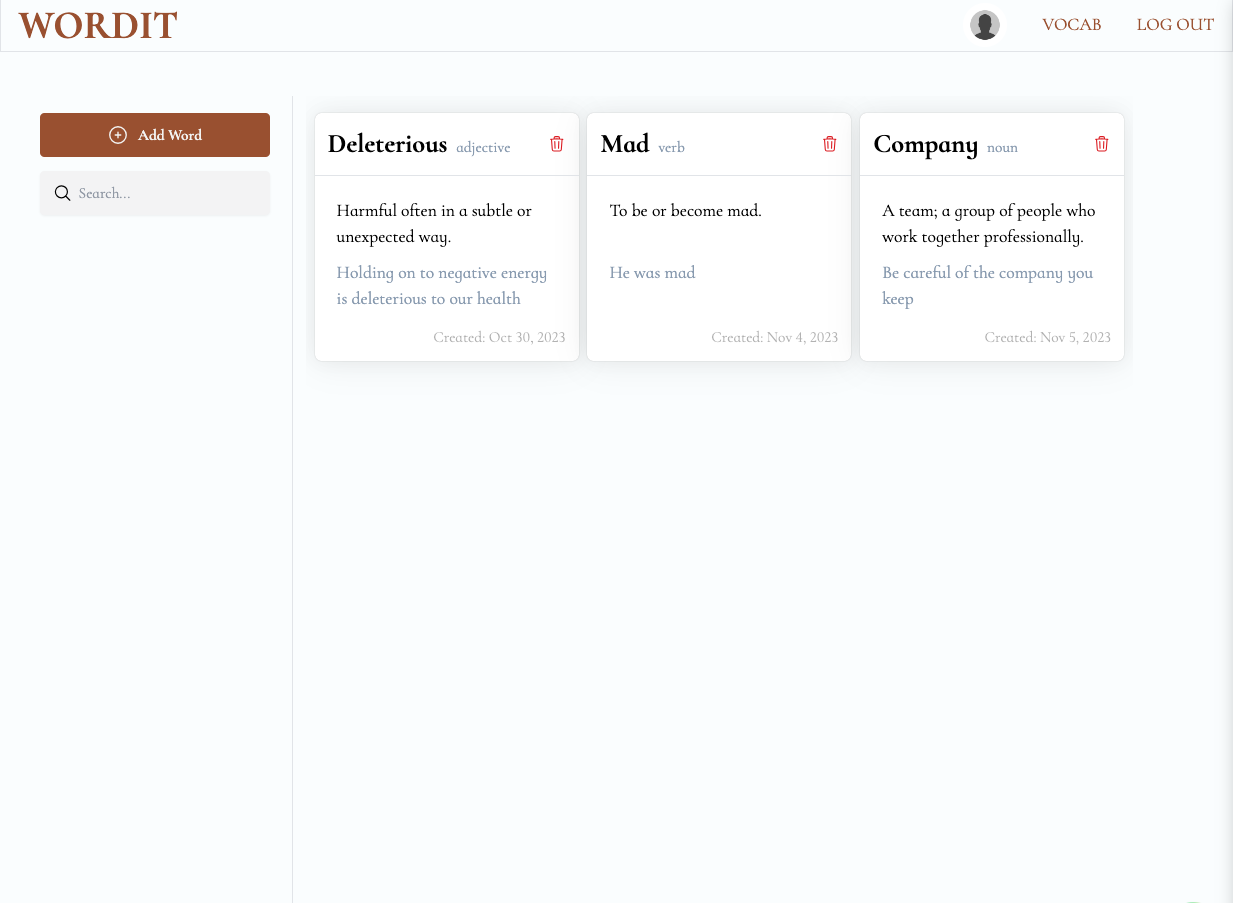 WORDIT
VOCAB
LOG OUT
Add Word
Search...
Deleterious adjective
Harmful often in a subtle or
unexpected way.
Holding on to negative energy
is deleterious to our health
Created: Oct 30, 2023
Mad verb
To be or become mad.
He was mad
Created: Nov 4, 2023
Company noun
A team; a group of people who
work together professionally.
Be careful of the company you
keep
Created: Nov 5, 2023